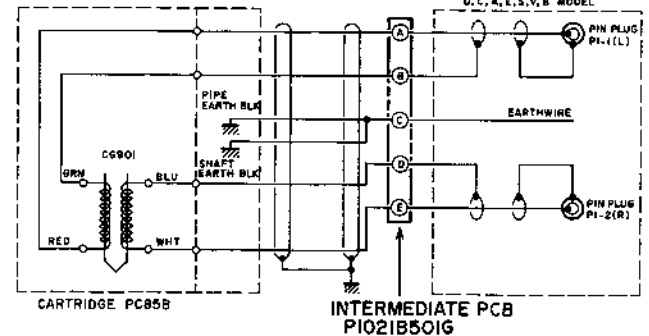 U, C, A, E, S, V, B MODEL
A
PIN PLUG
P1-1(L)
B
PIPE
EARTH BLK
C
EARTHWIRE
CG901
SHAFT
EARTH BLK
GRN
BLU
D
E
PIN PLUG
P1-2(R)
RED
WHT
CARTRIDGE PC85B
INTERMEDIATE PCB
P1021B501G